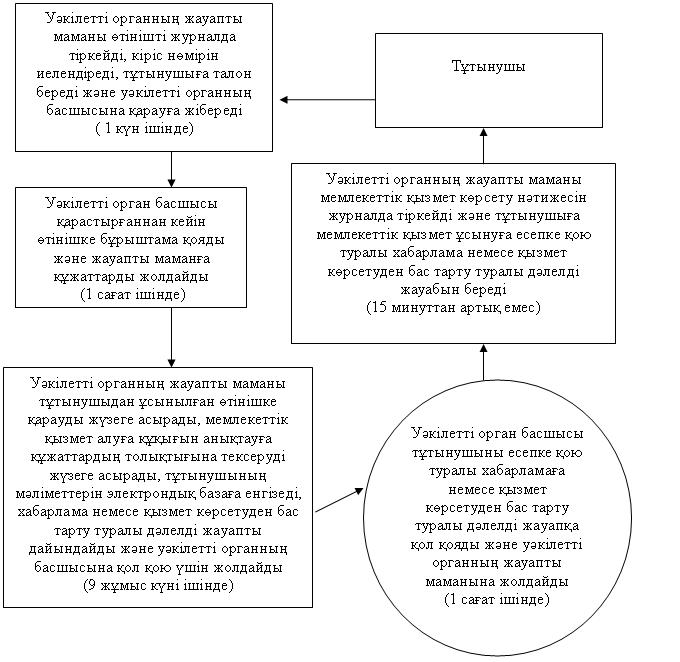 Уәкілетті органның жауапты
маманы өтінішті журналда
тіркейді, кіріс нөмірін
иелендіреді, тұтынушыға талон
береді және уәкілетті органның
басшысына қарауға жібереді
( 1 күн ішінде)
Тұтынушы
Уәкілетті орган басшысы
қарастырғаннан кейін
өтінішке бұрыштама қояды
және жауапты маманға
құжаттарды жолдайды
(1 сағат ішінде)
Уәкілетті органның жауапты маманы
мемлекеттік қызмет көрсету нәтижесін
журналда тіркейді және тұтынушыға
мемлекеттік қызмет ұсынуға есепке қою
туралы хабарлама немесе қызмет
көрсетуден бас тарту туралы дәлелді
жауабын береді
(15 минуттан артық емес)
Уәкілетті органның жауапты маманы
тұтынушыдан ұсынылған өтінішке
қарауды жүзеге асырады, мемлекеттік
қызмет алуға құқығын анықтауға
құжаттардың толықтығына тексеруді
жүзеге асырады, тұтынушының
мәліметтерін электрондық базаға енгізеді,
хабарлама немесе қызмет көрсетуден бас
тарту туралы дәлелді жауапты
дайындайды және уәкілетті органның
басшысына қол қою үшін жолдайды
(9 жұмыс күні ішінде)
Уәкілетті орган басшысы
тұтынушыны есепке қою
туралы хабарламаға
немесе қызмет
көрсетуден бас тарту
туралы дәлелді жауапқа
қол қояды және уәкілетті
органның жауапты
маманына жолдайды
(1 сағат ішінде)